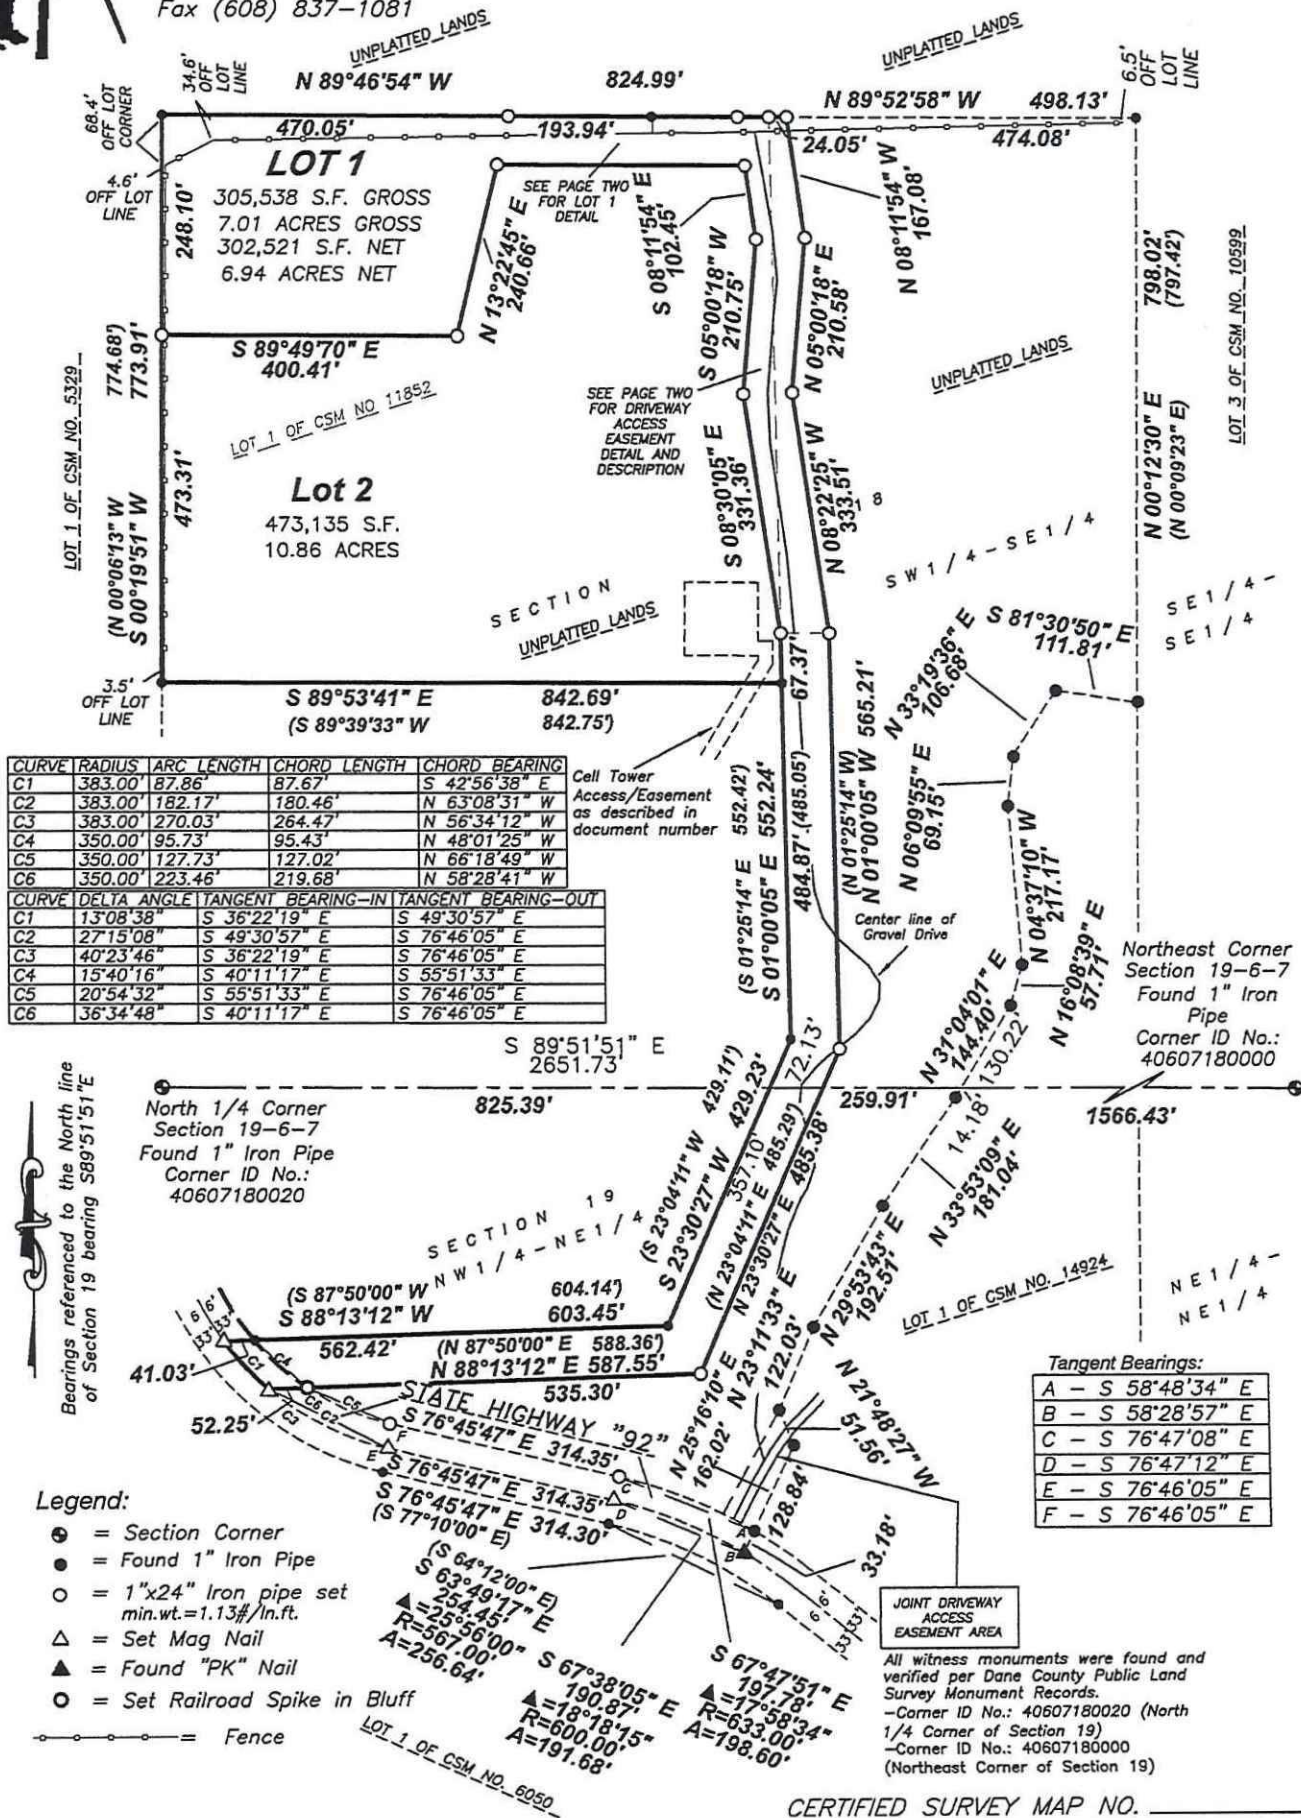 Fax (608) 837-1081
UNPLATTED LANDS
UNPLATTED LANDS
68.4'
OFF LOT
CORNER
34.6'
OFF
LOT
LINE
N 89°46'54" W
824.99'
N 89°52'58" W
498.13'
6.5'
OFF
LOT
LINE
470.05'
193.94'
24.05'
474.08'
4.6'
OFF LOT
LINE
LOT 1
305,538 S.F. GROSS
7.01 ACRES GROSS
302,521 S.F. NET
6.94 ACRES NET
248.10'
SEE PAGE TWO
FOR LOT 1
DETAIL
N 13°22'45" E
240.66'
S 08°11'54" E
102.45'
N 08°11'54" W
167.08'
S 05°00'18" W
210.75'
N 05°00'18" E
210.58'
798.02'
(797.42')
LOT 3 OF CSM NO. 10599
S 89°49'70" E
400.41'
774.68')
773.91'
LOT 1 OF CSM NO. 5329
LOT 1 OF CSM NO 11852
SEE PAGE TWO
FOR DRIVEWAY
ACCESS
EASEMENT
DETAIL AND
DESCRIPTION
UNPLATTED LANDS
N 00°12'30" E
(N 00°09'23" E)
473.31'
Lot 2
473,135 S.F.
10.86 ACRES
S 08°30'05" E
331.36'
N 08°22'25" W
333.51'
1 8
SW1/4-SE1/4
SE1/4-
SE1/4
(N 00°06'13" W
S 00°19'51" W
SECTION
UNPLATTED LANDS
S 81°30'50" E
111.81'
N 33°19'36" E
106.68'
3.5'
OFF LOT
LINE
S 89°53'41" E
842.69'
(S 89°39'33" W
842.75')
67.37'
565.21'
CURVE RADIUS ARC LENGTH CHORD LENGTH CHORD BEARING
C1 383.00' 87.86' 87.67' S 42°56'38" E
C2 383.00' 182.17' 180.46' N 63°08'31" W
C3 383.00' 270.03' 264.47' N 56°34'12" W
C4 350.00' 95.73' 95.43' N 48°01'25" W
C5 350.00' 127.73' 127.02' N 66°18'49" W
C6 350.00' 223.46' 219.68' N 58°28'41" W
CURVE DELTA ANGLE TANGENT BEARING-IN TANGENT BEARING-OUT
C1 13°08'38" S 36°22'19" E S 49°30'57" E
C2 27°15'08" S 49°30'57" E S 76°46'05" E
C3 40°23'46" S 36°22'19" E S 76°46'05" E
C4 15°40'16" S 40°11'17" E S 55°51'33" E
C5 20°54'32" S 55°51'33" E S 76°46'05" E
C6 36°34'48" S 40°11'17" E S 76°46'05" E
Cell Tower
Access/Easement
as described in
document number
(S 01°25'14" E 552.42')
S 01°00'05" E 552.24'
484.87' (485.05')
(N 01°25'14" W)
N 01°00'05" W
N 06°09'55" E
69.15'
N 04°37'10" W
217.17'
Center line of
Gravel Drive
N 16°08'39" E
57.71'
Northeast Corner
Section 19-6-7
Found 1" Iron
Pipe
Corner ID No.:
40607180000
N 31°04'01" E
144.40'
130.22'
S 89°51'51" E
2651.73'
72.13'
825.39'
259.91'
1566.43'
14.18'
North 1/4 Corner
Section 19-6-7
Found 1" Iron Pipe
Corner ID No.:
40607180020
Bearings referenced to the North line
of Section 19 bearing S89°51'51"E
(S 23°04'11" W 429.11')
S 23°30'27" W 429.23'
357.10'
(N 23°04'11" E 485.29')
N 23°30'27" E 485.38'
N 33°53'09" E
181.04'
SECTION 19
NW1/4-NE1/4
N 29°53'43" E
192.51'
LOT 1 OF CSM NO. 14924
NE1/4-
NE1/4
(S 87°50'00" W
604.14')
S 88°13'12" W
603.45'
562.42'
(N 87°50'00" E 588.36')
N 88°13'12" E 587.55'
535.30'
6' 6'
33' 33'
41.03'
C1
C4
52.25'
C3
C6
C2
C5
STATE HIGHWAY "92"
N 23°11'33" E
122.03'
N 25°16'10" E
162.02'
N 21°48'27" W
51.56'
128.84'
33.18'
F
E
S 76°45'47" E 314.35'
S 76°45'47" E 314.35'
S 76°45'47" E 314.30'
(S 77°10'00" E)
C
D
A
B
Tangent Bearings:
A - S 58°48'34" E
B - S 58°28'57" E
C - S 76°47'08" E
D - S 76°47'12" E
E - S 76°46'05" E
F - S 76°46'05" E
Legend:
= Section Corner
= Found 1" Iron Pipe
= 1"x24" Iron pipe set
min.wt.=1.13#/ln.ft.
= Set Mag Nail
= Found "PK" Nail
= Set Railroad Spike in Bluff
= Fence
(S 64°12'00" E)
S 63°49'17" E
254.45'
▲=25°56'00"
R=567.00'
A=256.64'
S 67°38'05" E
190.87'
▲=18°18'15"
R=600.00'
A=191.68'
S 67°47'51" E
197.78'
▲=17°58'34"
R=633.00'
A=198.60'
6' 6'
33' 33'
JOINT DRIVEWAY
ACCESS
EASEMENT AREA
LOT 1 OF CSM NO. 6050
All witness monuments were found and
verified per Dane County Public Land
Survey Monument Records.
-Corner ID No.: 40607180020 (North
1/4 Corner of Section 19)
-Corner ID No.: 40607180000
(Northeast Corner of Section 19)
CERTIFIED SURVEY MAP NO.